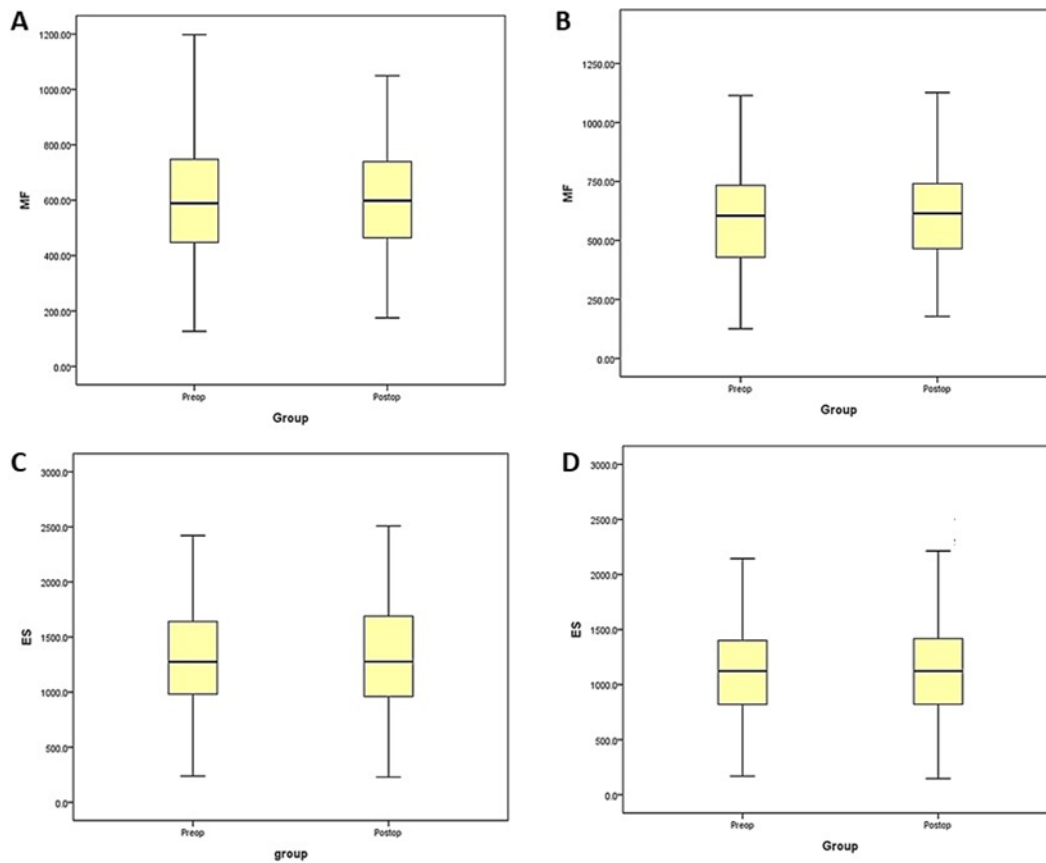 A
1200.00
1000.00
800.00
600.00
400.00
200.00
0.00
MF
Preop Postop
Group
B
1250.00
1000.00
750.00
500.00
250.00
0.00
MF
Preop Postop
Group
C
3000.0
2500.0
2000.0
1500.0
1000.0
500.0
0.0
ES
Preop Postop
group
D
3000.0
2500.0
2000.0
1500.0
1000.0
500.0
0.0
ES
Preop Postop
Group